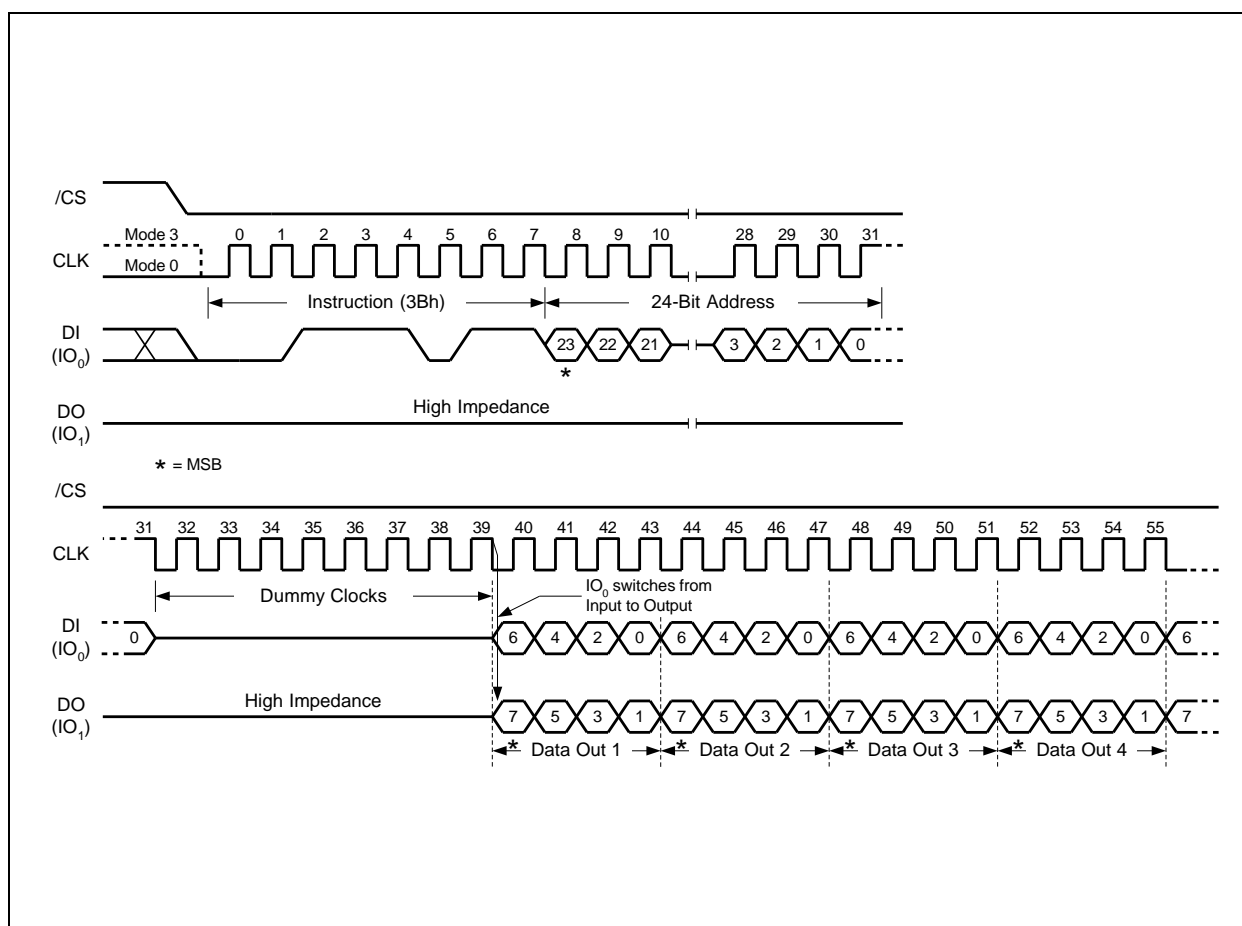 /CS
Mode 3 0 1 2 3 4 5 6 7 8 9 10 28 29 30 31
CLK Mode 0
Instruction (3Bh) 24-Bit Address
DI
(IO0) 23 22 21 3 2 1 0
*
DO High Impedance
(IO1)
* = MSB
/CS
31 32 33 34 35 36 37 38 39 40 41 42 43 44 45 46 47 48 49 50 51 52 53 54 55
CLK
Dummy Clocks IO0 switches from
Input to Output
DI
(IO0) 0 6 4 2 0 6 4 2 0 6 4 2 0 6 4 2 0 6
DO High Impedance
(IO1) 7 5 3 1 7 5 3 1 7 5 3 1 7 5 3 1 7
* Data Out 1 * Data Out 2 * Data Out 3 * Data Out 4